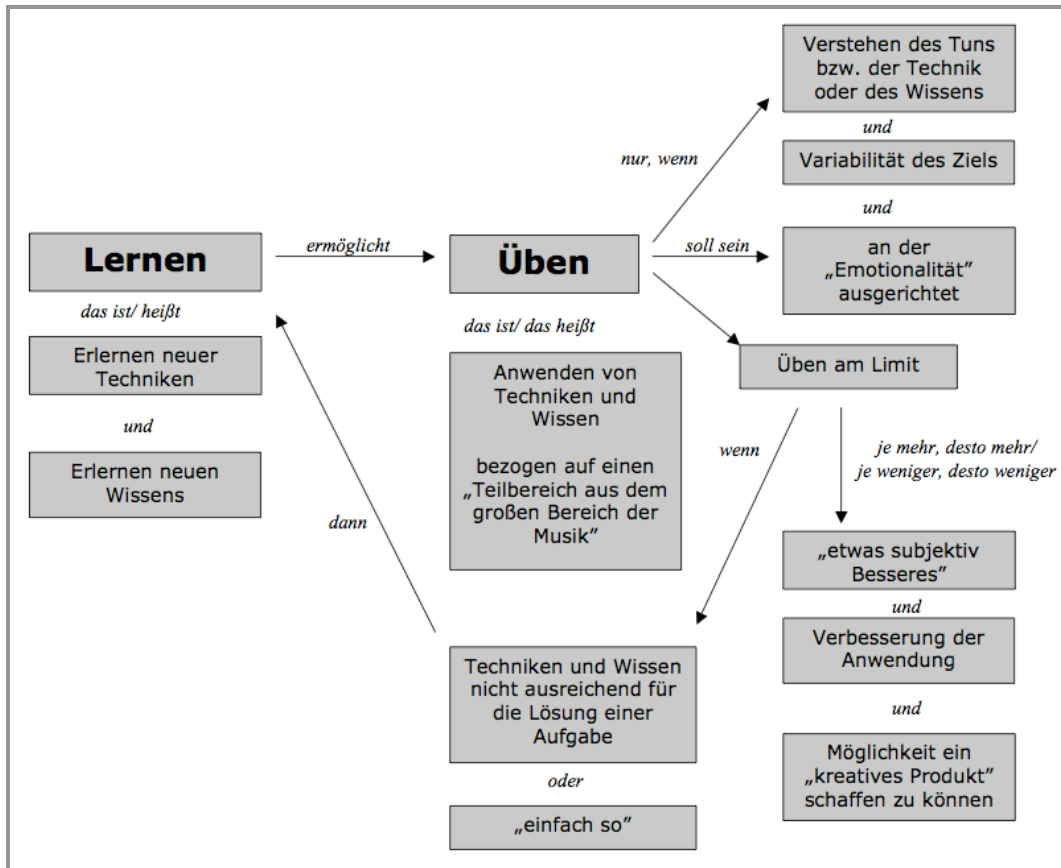 Verstehen des Tuns
bzw. der Technik
oder des Wissens
und
nur, wenn
Variabilität des Ziels
und
Lernen
ermöglicht
Üben
soll sein
an der
„Emotionalität”
ausgerichtet
das ist/ heißt
das ist/ das heißt
Erlernen neuer
Techniken
und
Erlernen neuen
Wissens
Anwenden von
Techniken und
Wissen
bezogen auf einen
„Teilbereich aus dem
großen Bereich der
Musik”
Üben am Limit
wenn
je mehr, desto mehr/
je weniger, desto weniger
dann
„etwas subjektiv
Besseres”
und
Verbesserung der
Anwendung
und
Möglichkeit ein
„kreatives Produkt”
schaffen zu können
Techniken und Wissen
nicht ausreichend für
die Lösung einer
Aufgabe
oder
„einfach so”